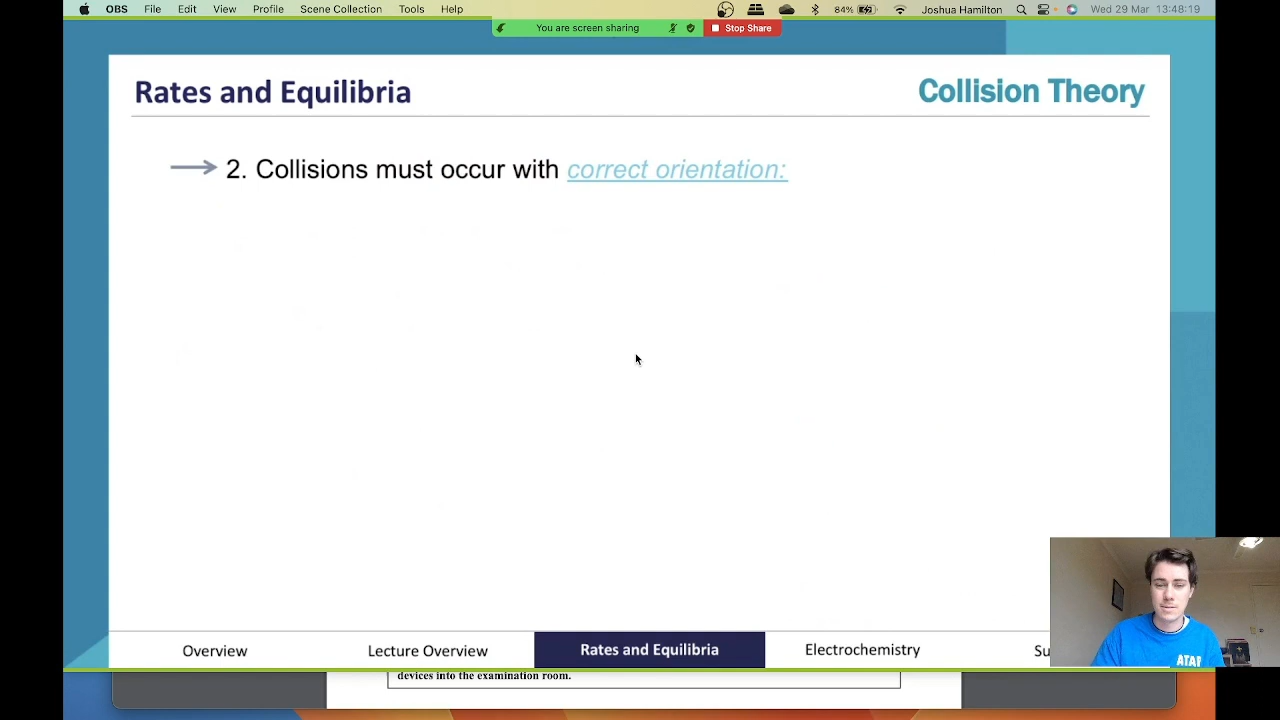 OBS File Edit View Profile Scene Collection Tools Help 84% Joshua Hamilton Wed 29 Mar 13:48:19
You are screen sharing Stop Share
Rates and Equilibria Collision Theory
2. Collisions must occur with correct orientation:
Overview Lecture Overview Rates and Equilibria Electrochemistry Su
ATAR
devices into the examination room.